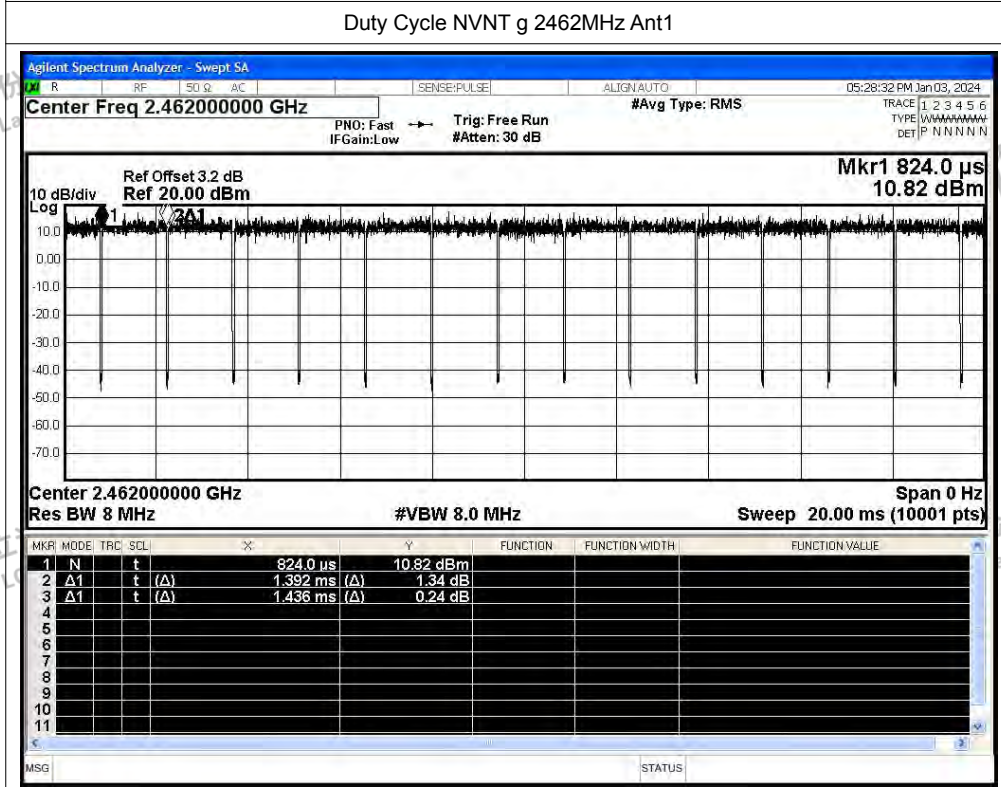 Duty Cycle NVNT g 2462MHz Ant1
Agilent Spectrum Analyzer - Swept SA
R RF 50 Ω AC SENSE:PULSE ALIGN AUTO 05:28:32 PM Jan 03, 2024
Center Freq 2.462000000 GHz #Avg Type: RMS TRACE 1 2 3 4 5 6
PNO: Fast Trig: Free Run TYPE WWWWWW
IFGain:Low #Atten: 30 dB DET P N N N N N
Mkr1 824.0 µs
Ref Offset 3.2 dB
10 dB/div Ref 20.00 dBm 10.82 dBm
Log
1 3Δ1
10.0
0.00
-10.0
-20.0
-30.0
-40.0
-50.0
-60.0
-70.0
Center 2.462000000 GHz Span 0 Hz
Res BW 8 MHz #VBW 8.0 MHz Sweep 20.00 ms (10001 pts)
MKR MODE TRC SCL X Y FUNCTION FUNCTION WIDTH FUNCTION VALUE
1 N t 824.0 µs 10.82 dBm
2 Δ1 t (Δ) 1.392 ms (Δ) 1.34 dB
3 Δ1 t (Δ) 1.436 ms (Δ) 0.24 dB
4
5
6
7
8
9
10
11
MSG STATUS